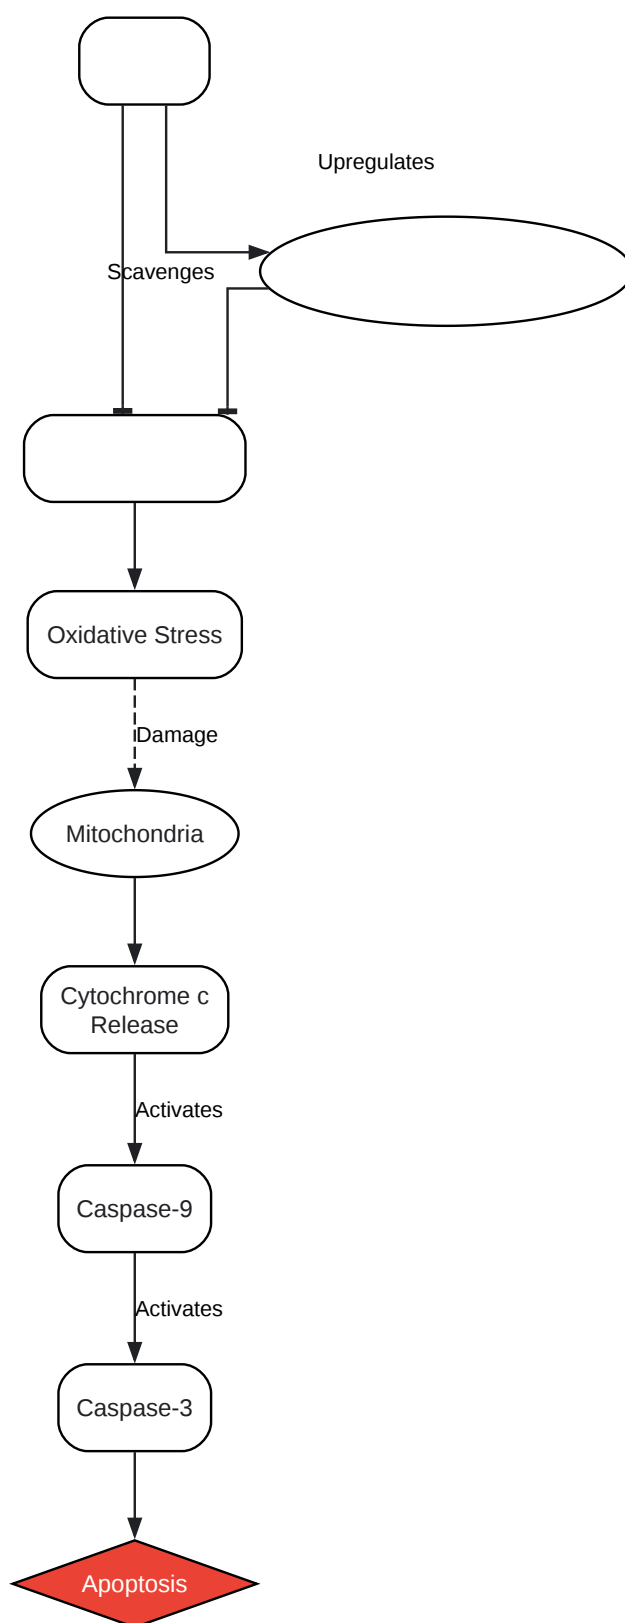 Upregulates
Scavenges
Oxidative Stress
Damage
Mitochondria
Cytochrome c
Release
Activates
Caspase-9
Activates
Caspase-3
Apoptosis